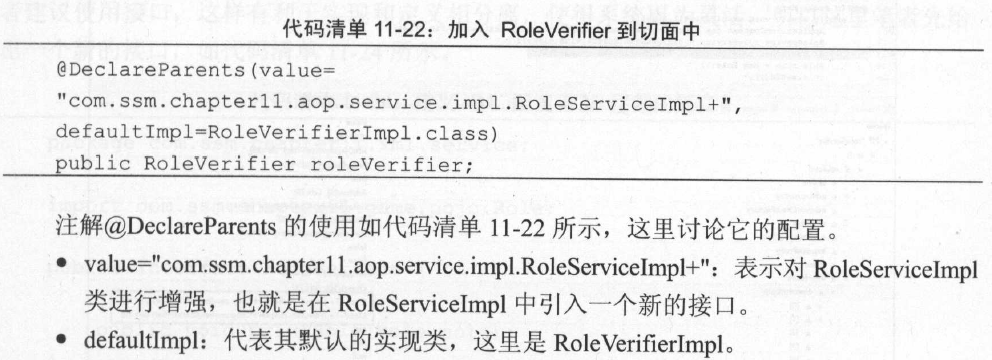 代码清单 11-22：加入 RoleVerifier 到切面中
@DeclareParents(value=
"com.ssm.chapter11.aop.service.impl.RoleServiceImpl+",
defaultImpl=RoleVerifierImpl.class)
public RoleVerifier roleVerifier;
注解@DeclareParents 的使用如代码清单 11-22 所示，这里讨论它的配置。
● value="com.ssm.chapter11.aop.service.impl.RoleServiceImpl+"：表示对 RoleServiceImpl
类进行增强，也就是在 RoleServiceImpl 中引入一个新的接口。
● defaultImpl：代表其默认的实现类，这里是 RoleVerifierImpl。